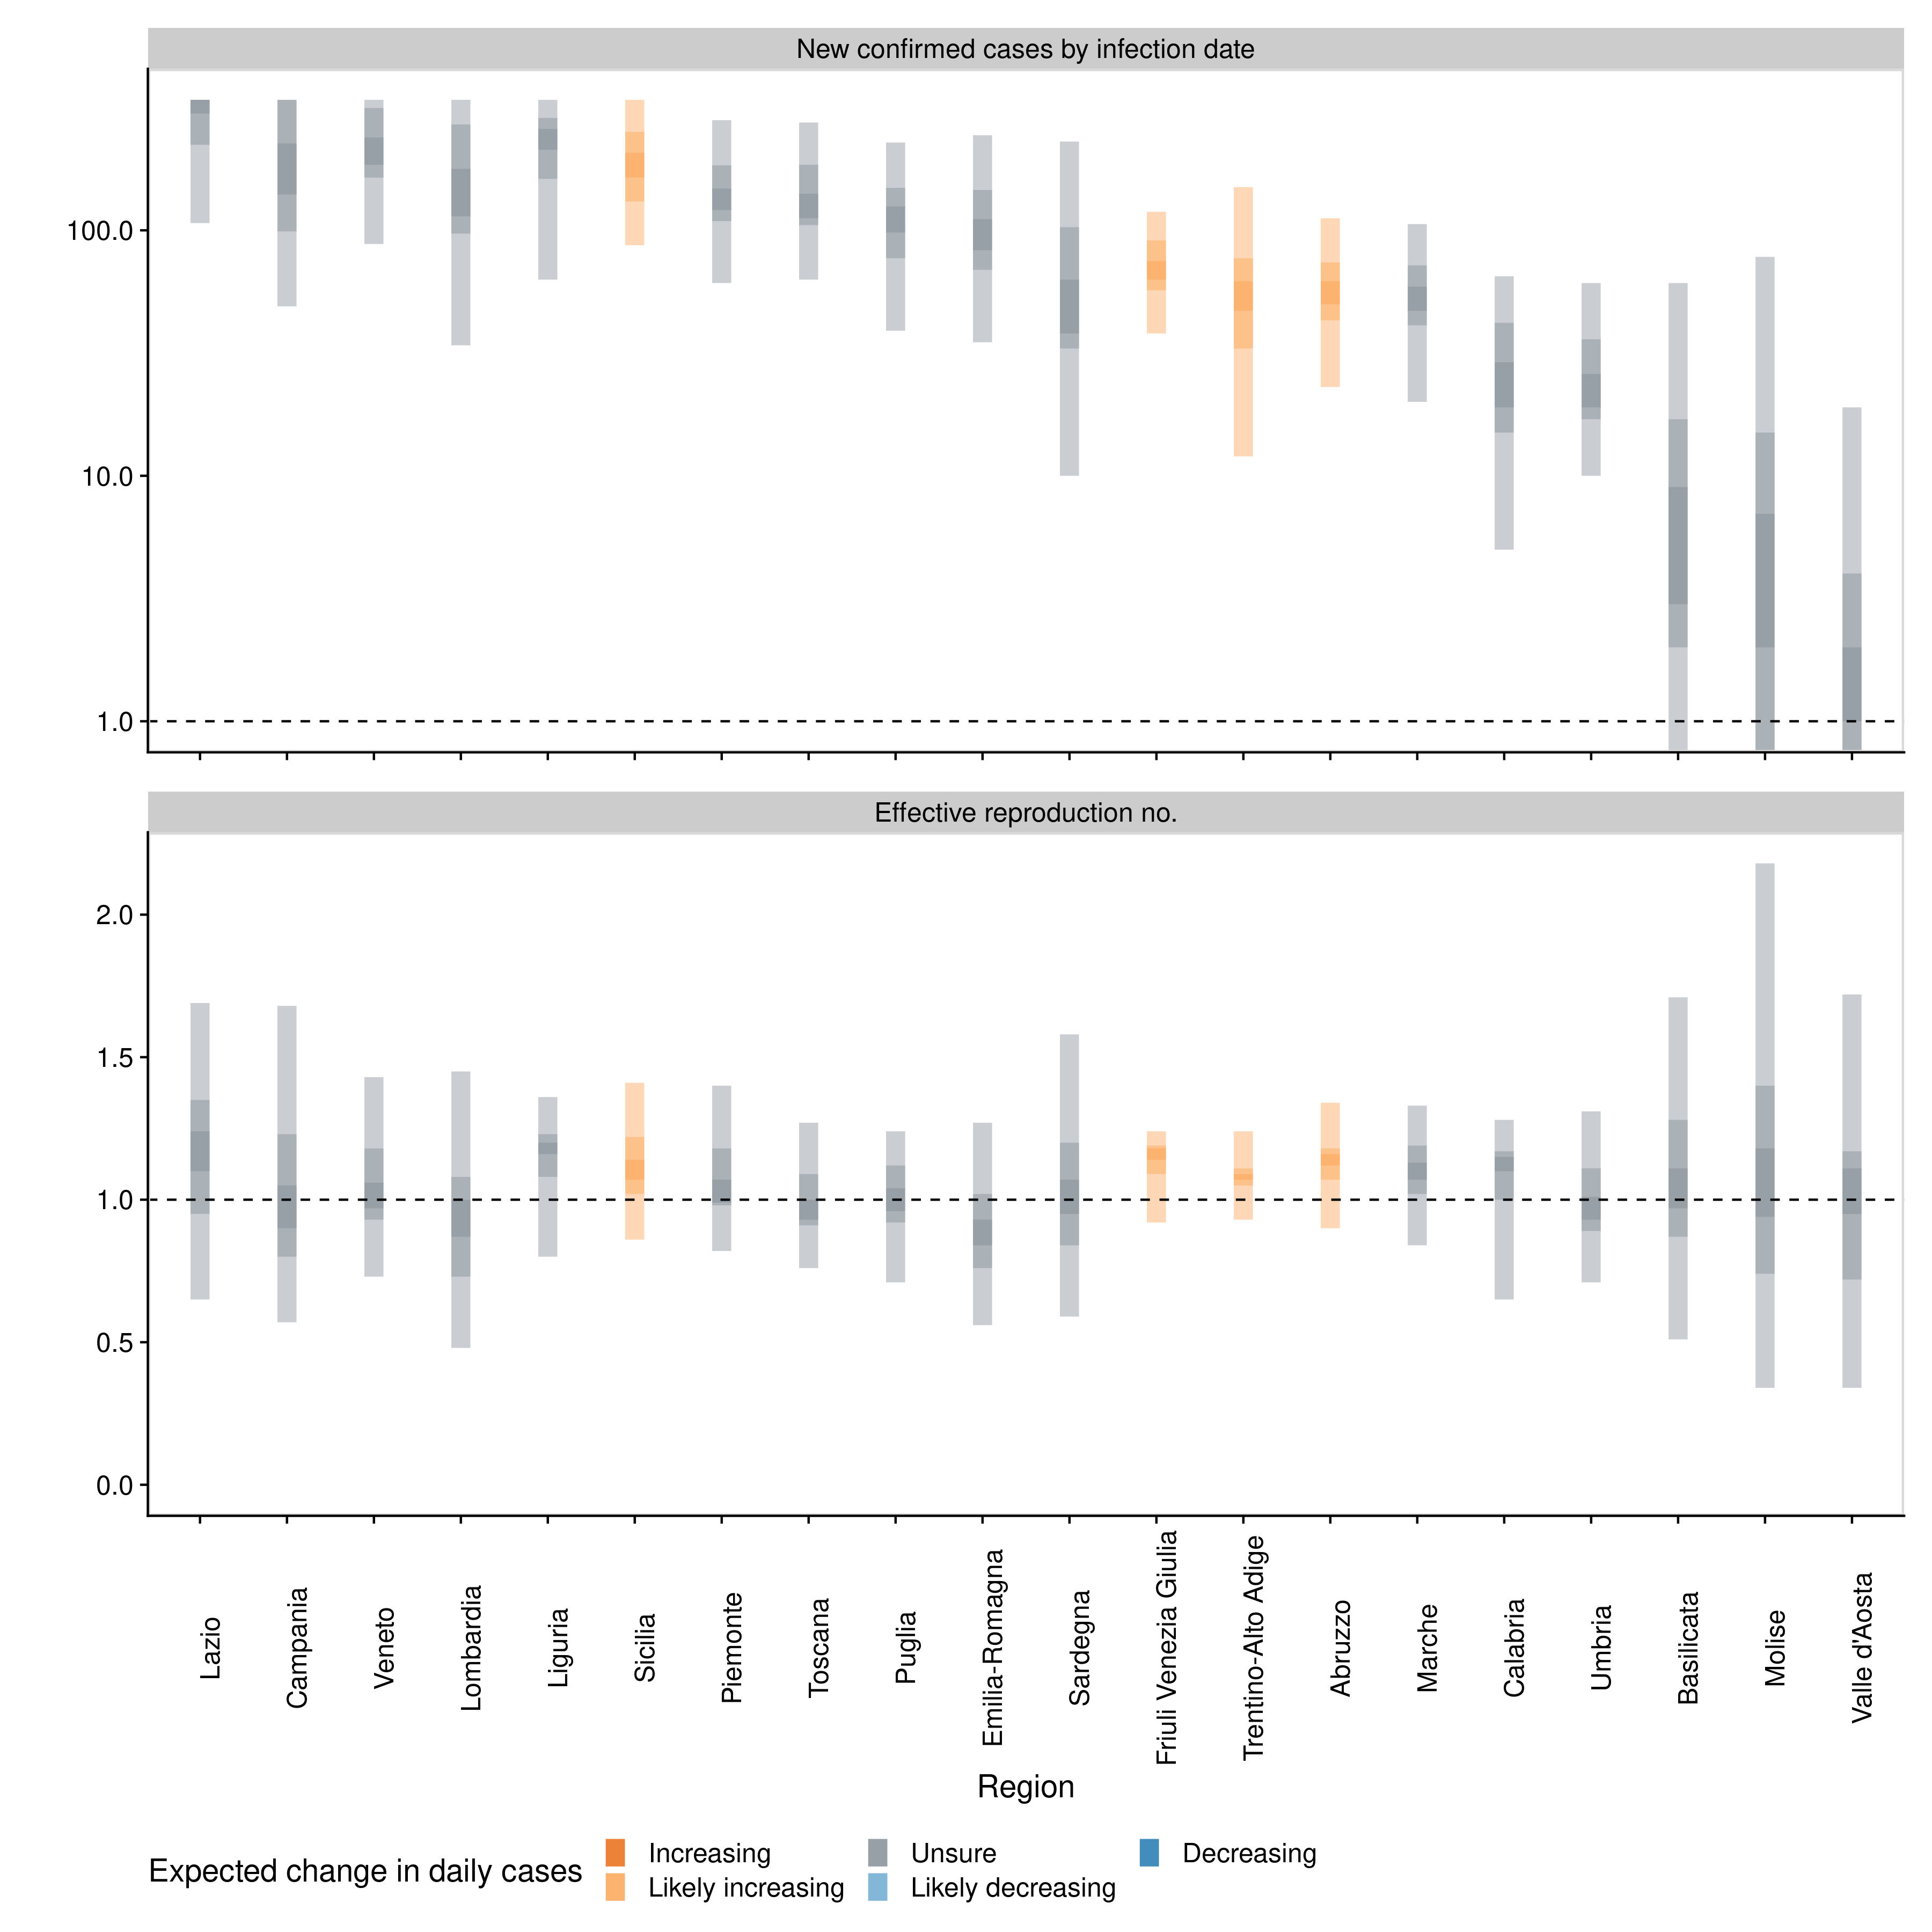 New confirmed cases by infection date
100.0
10.0
1.0
Effective reproduction no.
2.0
1.5
1.0
0.5
0.0
Lazio
Campania
Veneto
Lombardia
Liguria
Sicilia
Piemonte
Toscana
Puglia
Emilia-Romagna
Sardegna
Friuli Venezia Giulia
Trentino-Alto Adige
Abruzzo
Marche
Calabria
Umbria
Basilicata
Molise
Valle d'Aosta
Region
Expected change in daily cases
Increasing
Likely increasing
Unsure
Likely decreasing
Decreasing